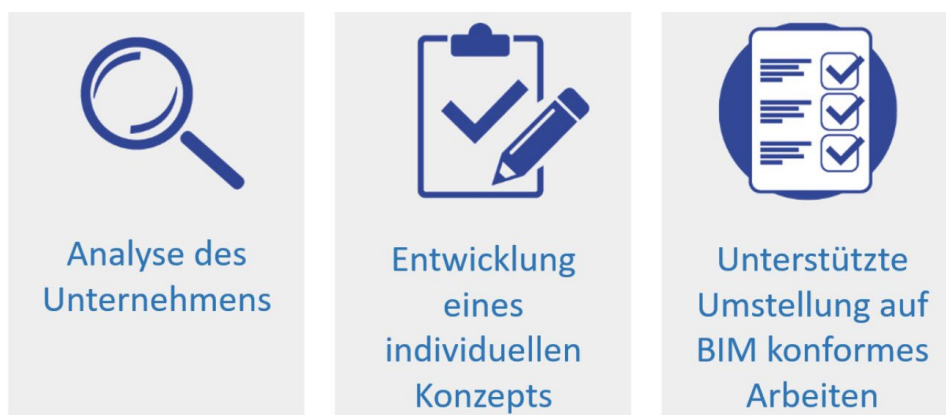 Analyse des
Unternehmens
Entwicklung
eines
individuellen
Konzepts
Unterstützte
Umstellung auf
BIM konformes
Arbeiten